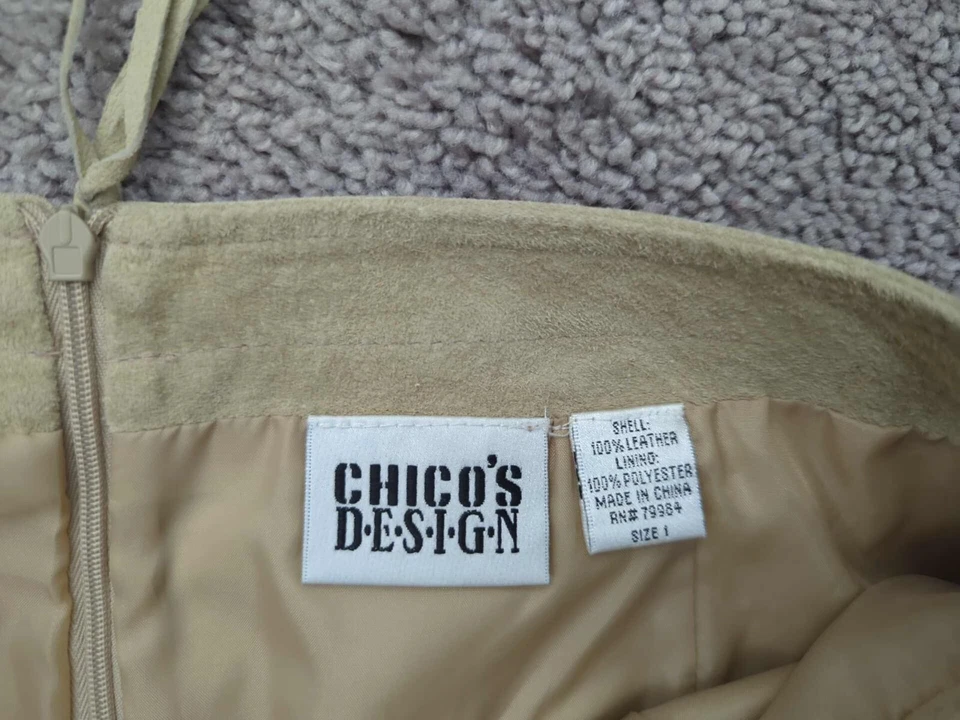 CHICO'S
D·E·S·I·G·N
SHELL:
100% LEATHER
LINING:
100% POLYESTER
MADE IN CHINA
RN# 79984
SIZE 1